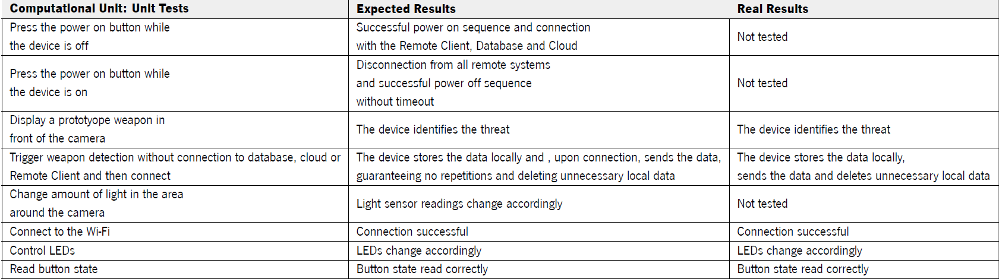 Computational Unit: Unit Tests Expected Results Real Results
Press the power on button while
the device is off
Successful power on sequence and connection
with the Remote Client, Database and Cloud
Not tested
Press the power on button while
the device is on
Disconnection from all remote systems
and successful power off sequence
without timeout
Not tested
Display a prototyope weapon in
front of the camera
The device identifies the threat
The device identifies the threat
Trigger weapon detection without connection to database, cloud or
Remote Client and then connect
The device stores the data locally and , upon connection, sends the data,
guaranteeing no repetitions and deleting unnecessary local data
The device stores the data locally,
sends the data and deletes unnecessary local data
Change amount of light in the area
around the camera
Light sensor readings change accordingly
Not tested
Connect to the Wi-Fi
Connection successful
Connection successful
Control LEDs
LEDs change accordingly
LEDs change accordingly
Read button state
Button state read correctly
Button state read correctly